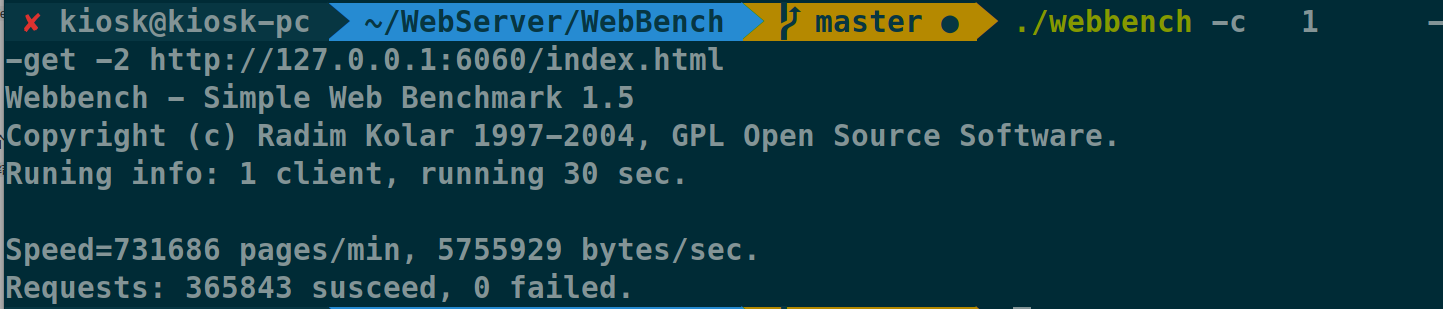 ✘ kiosk@kiosk-pc ~/WebServer/WebBench master ● ./webbench -c 1 -
-get -2 http://127.0.0.1:6060/index.html
Webbench - Simple Web Benchmark 1.5
Copyright (c) Radim Kolar 1997-2004, GPL Open Source Software.
Runing info: 1 client, running 30 sec.
Speed=731686 pages/min, 5755929 bytes/sec.
Requests: 365843 susceed, 0 failed.